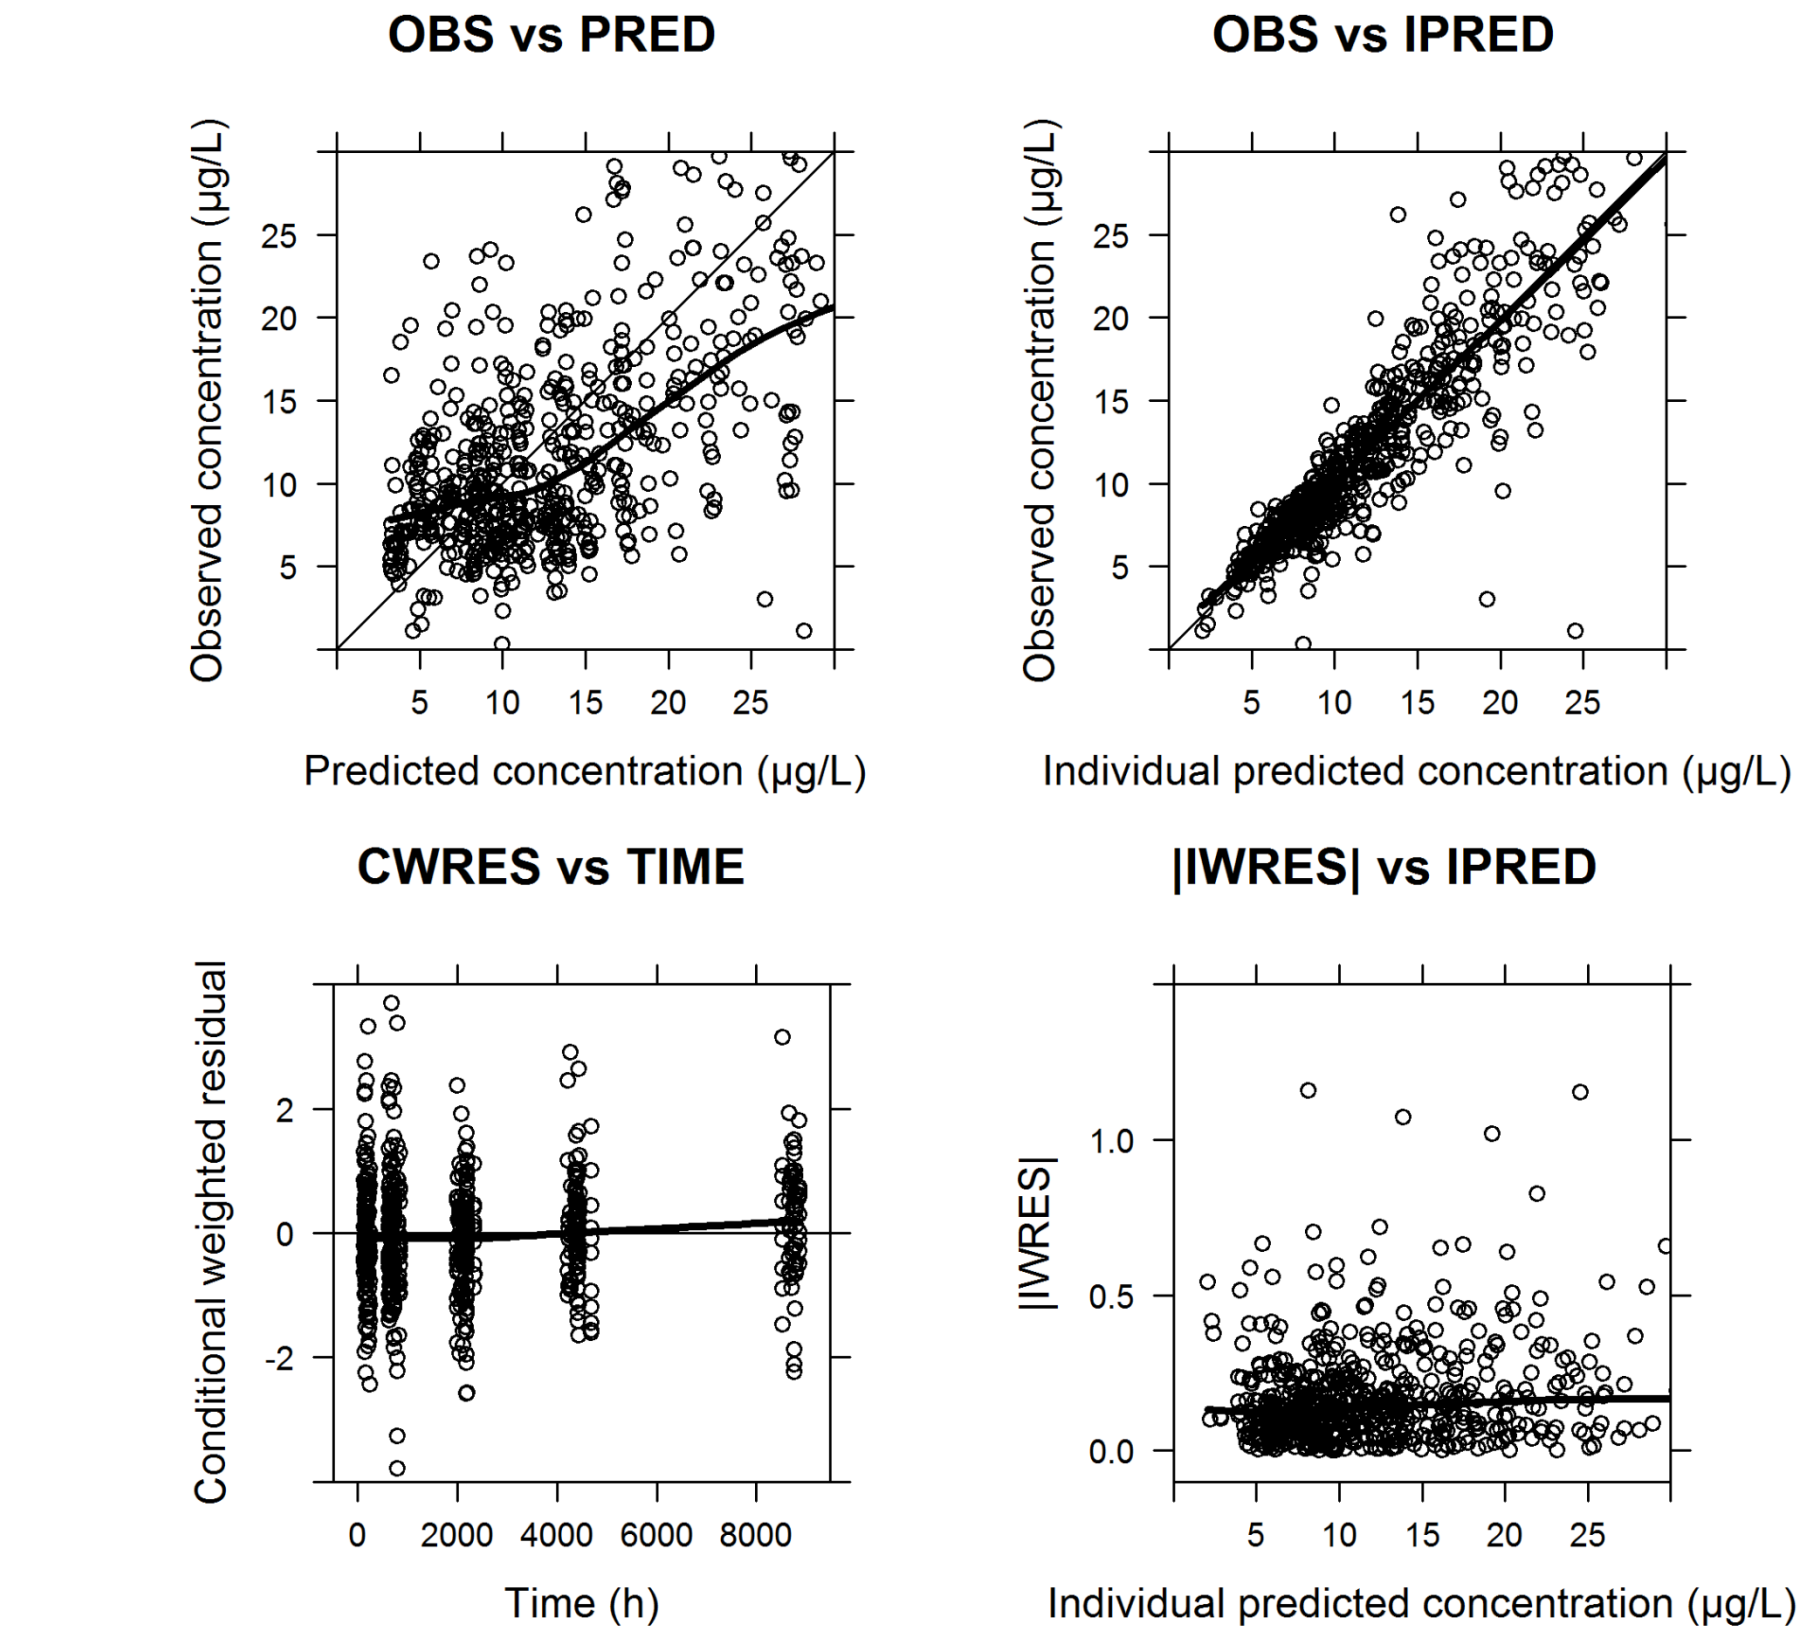 OBS vs PRED
OBS vs IPRED
Observed concentration (µg/L)
25
20
15
10
5
5 10 15 20 25
Predicted concentration (µg/L)
Observed concentration (µg/L)
25
20
15
10
5
5 10 15 20 25
Individual predicted concentration (µg/L)
CWRES vs TIME
|IWRES| vs IPRED
Conditional weighted residual
2
0
-2
0 2000 4000 6000 8000
Time (h)
|IWRES|
1.0
0.5
0.0
5 10 15 20 25
Individual predicted concentration (µg/L)